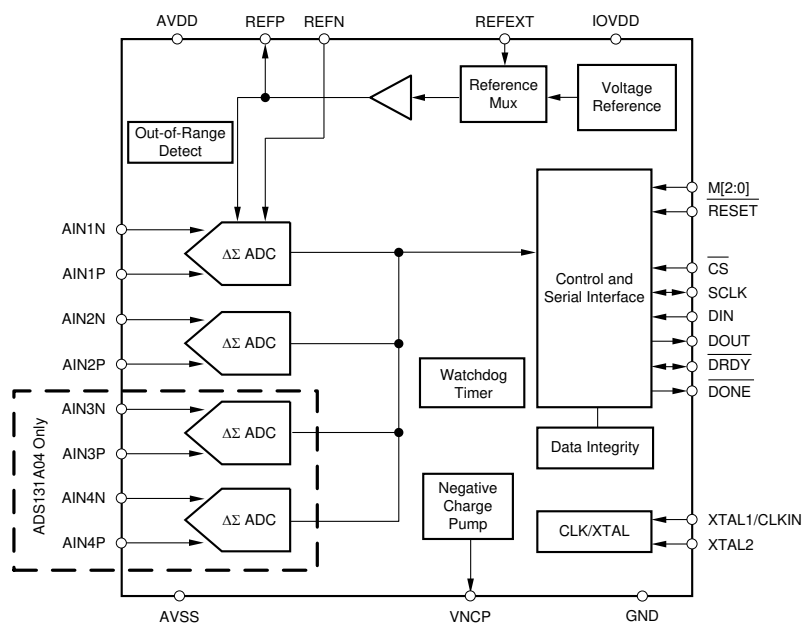 AVDD
REFP
REFN
REFEXT
IOVDD
Reference
Mux
Voltage
Reference
Out-of-Range
Detect
AIN1N
AIN1P
ΔΣ ADC
AIN2N
AIN2P
ΔΣ ADC
ADS131A04 Only
AIN3N
AIN3P
ΔΣ ADC
AIN4N
AIN4P
ΔΣ ADC
Control and
Serial Interface
M[2:0]
RESET
CS
SCLK
DIN
DOUT
DRDY
DONE
Watchdog
Timer
Data Integrity
Negative
Charge
Pump
CLK/XTAL
XTAL1/CLKIN
XTAL2
AVSS
VNCP
GND